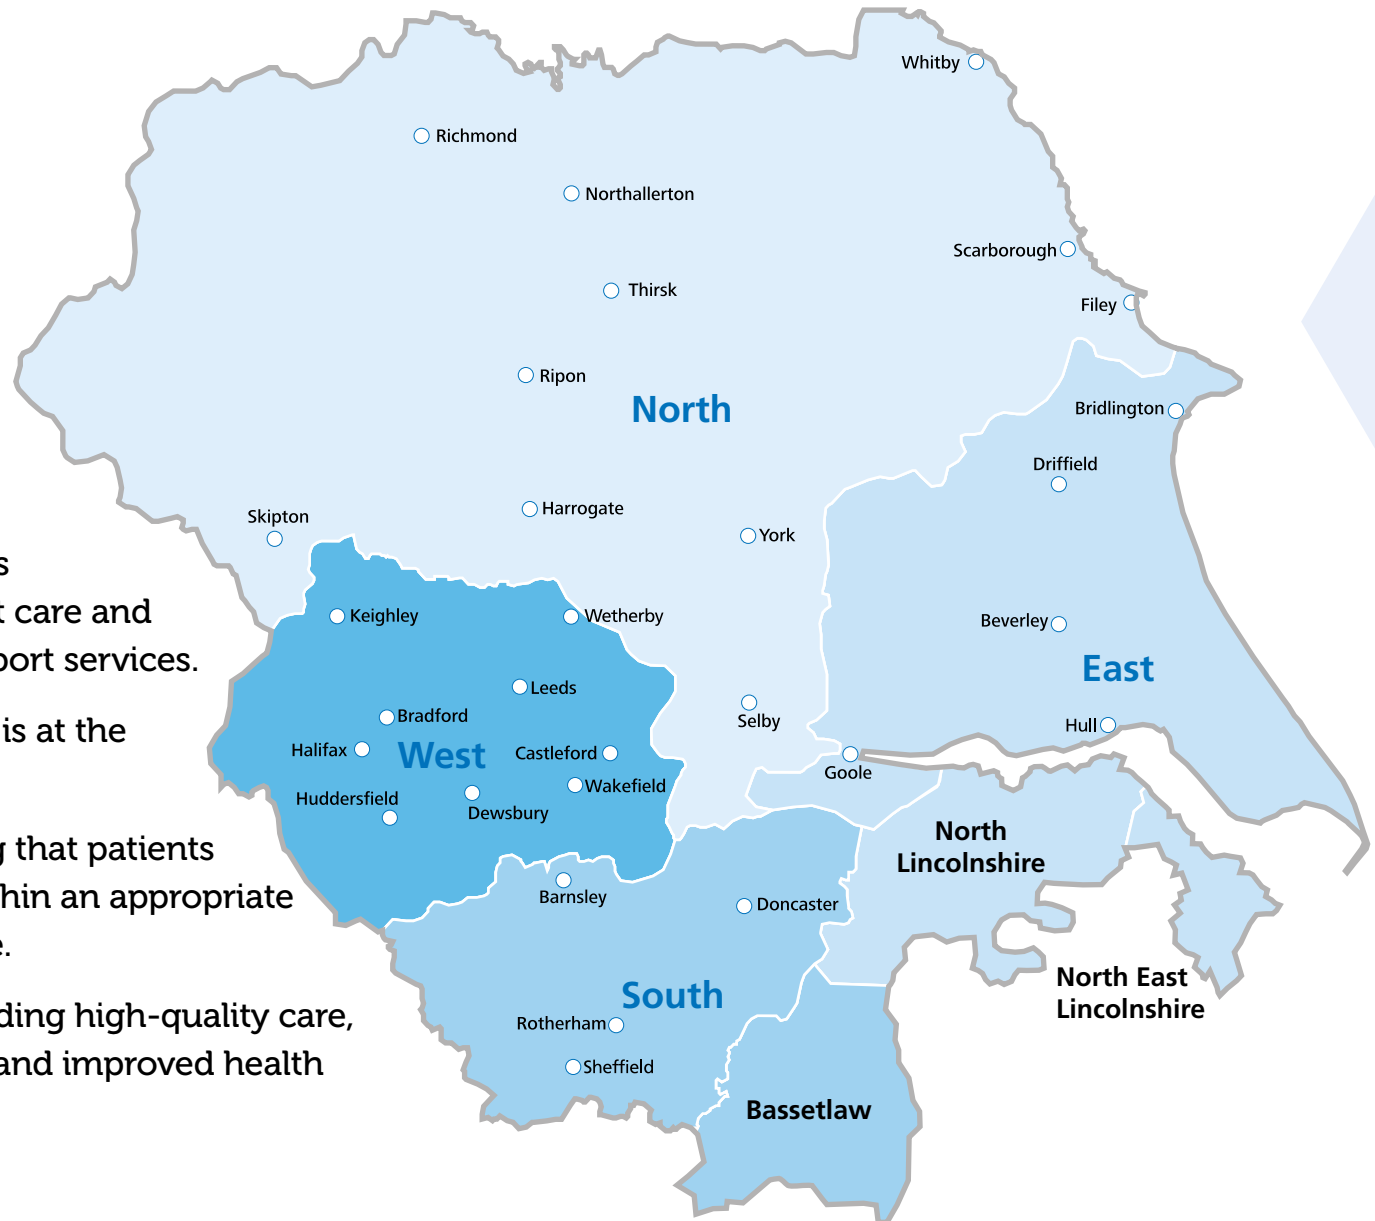 Whitby
Richmond
Northallerton
Scarborough
Thirsk
Filey
Ripon
North
Bridlington
Driffield
Harrogate
Skipton
York
Keighley
Wetherby
Beverley
East
Leeds
Bradford
Selby
Hull
Halifax
West
Castleford
Goole
Wakefield
Huddersfield
Dewsbury
North
Lincolnshire
Barnsley
Doncaster
North East
Lincolnshire
South
Rotherham
Sheffield
Bassetlaw
s
t care and
port services.
is at the
g that patients
hin an appropriate
e.
ding high-quality care,
and improved health